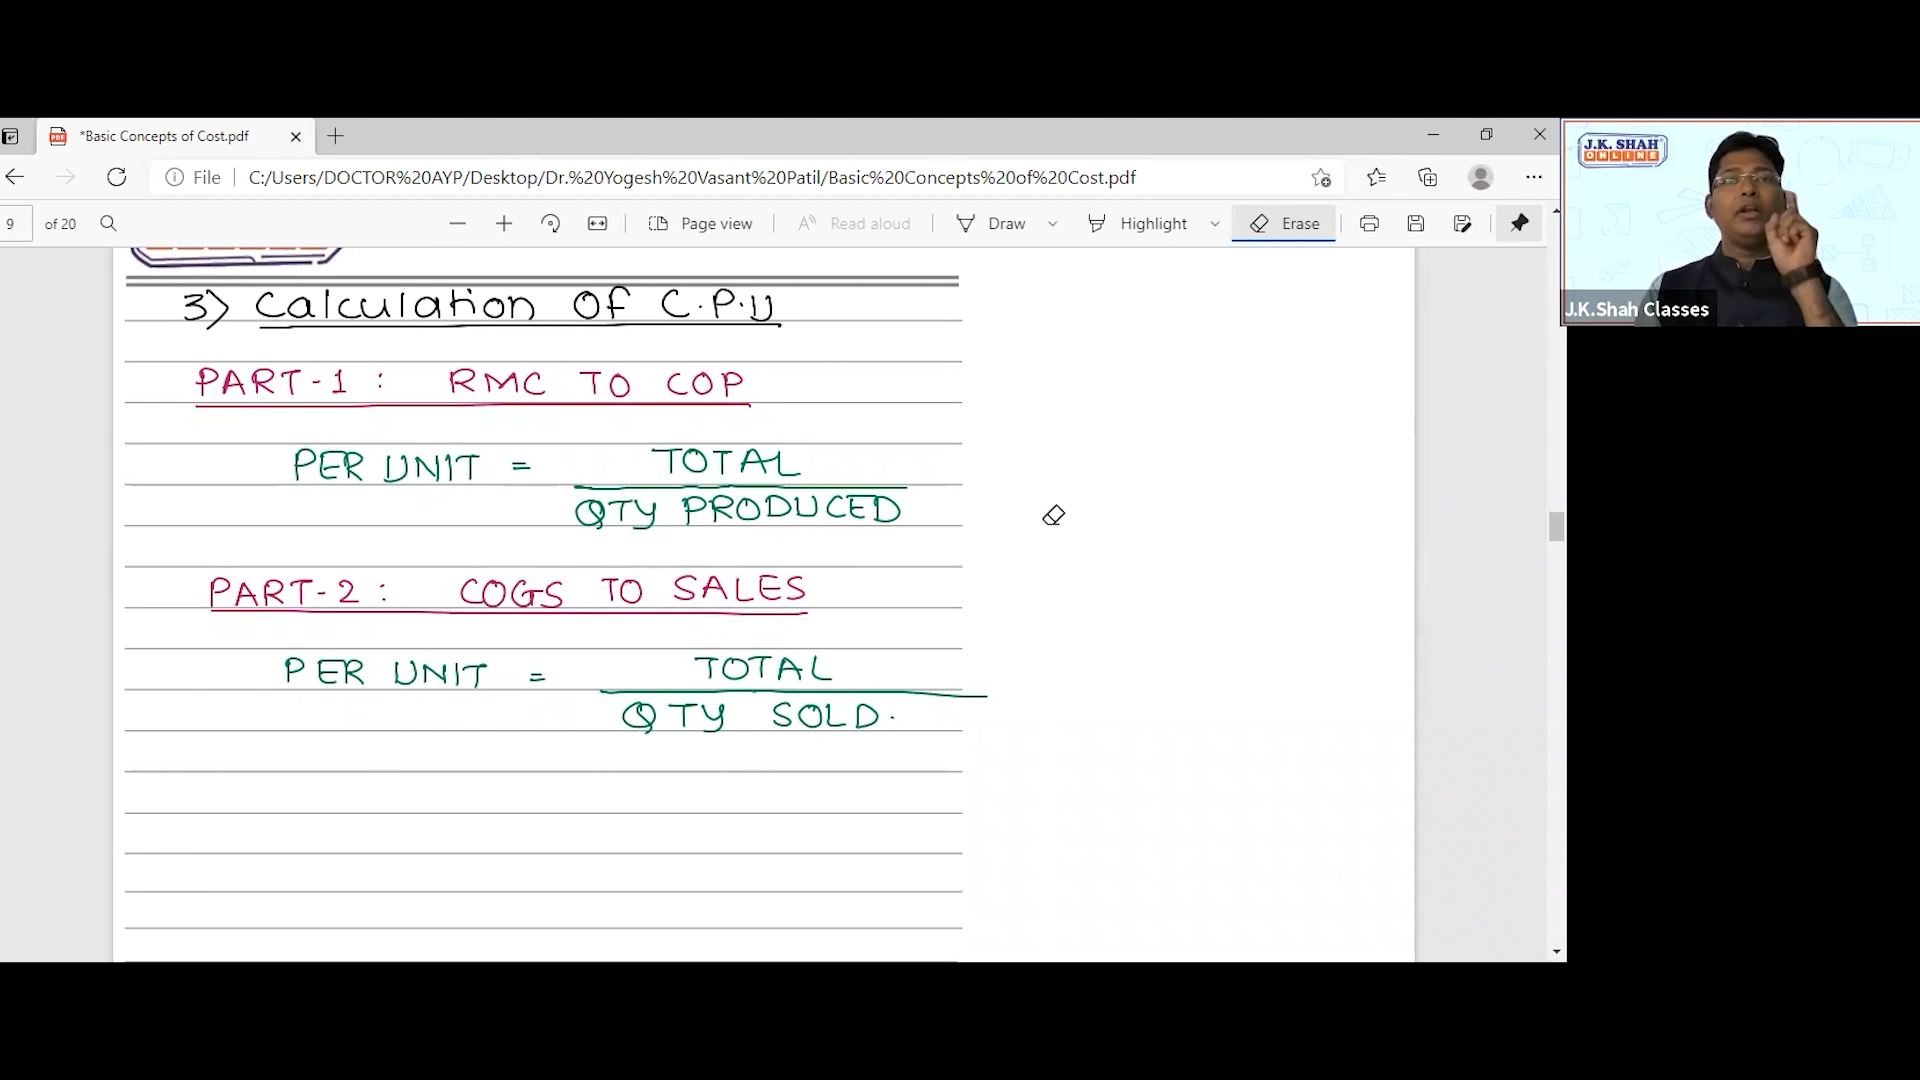 *Basic Concepts of Cost.pdf
File
C:/Users/DOCTOR%20AYP/Desktop/Dr.%20Yogesh%20Vasant%20Patil/Basic%20Concepts%20of%20Cost.pdf
9 of 20
Page view
Read aloud
Draw
Highlight
Erase
J.K. SHAH
ONLINE
J.K.Shah Classes
3) Calculation Of C.P.U
PART-1 : RMC TO COP
PER UNIT = TOTAL
QTY PRODUCED
PART-2 : COGS TO SALES
PER UNIT = TOTAL
QTY SOLD.